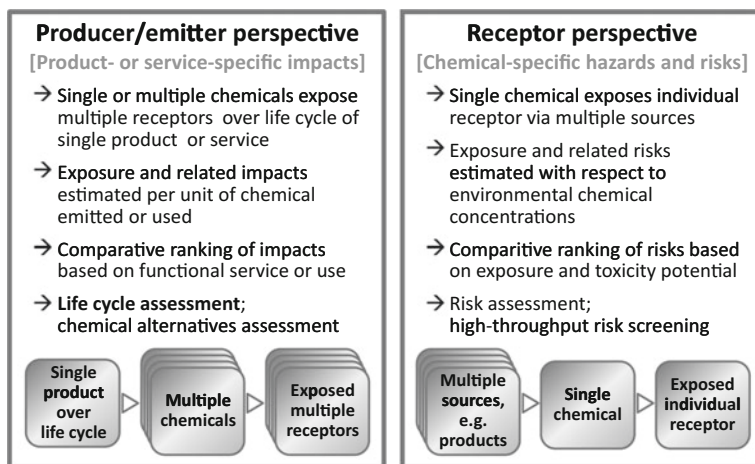 Producer/emitter perspective
[Product- or service-specific impacts]
→ Single or multiple chemicals expose
multiple receptors over life cycle of
single product or service
→ Exposure and related impacts
estimated per unit of chemical
emitted or used
→ Comparative ranking of impacts
based on functional service or use
→ Life cycle assessment;
chemical alternatives assessment
Single
product
over
life cycle
Multiple
chemicals
Exposed
multiple
receptors
Receptor perspective
[Chemical-specific hazards and risks]
→ Single chemical exposes individual
receptor via multiple sources
→ Exposure and related risks
estimated with respect to
environmental chemical
concentrations
→ Comparitive ranking of risks based
on exposure and toxicity potential
→ Risk assessment;
high-throughput risk screening
Multiple
sources,
e.g.
products
Single
chemical
Exposed
individual
receptor